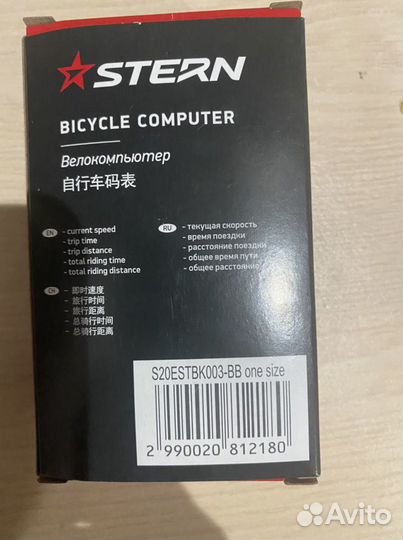 STERN
BICYCLE COMPUTER
Велокомпьютер
自行车码表
EN
- current speed
- trip time
- trip distance
- total riding time
- total riding distance
RU
- текущая скорость
- время поездки
- расстояние поездки
- общее время пути
- общее расстояние
CH
- 即时速度
- 旅行时间
- 旅行距离
- 总骑行时间
- 总骑行距离
S20ESTBK003-BB one size
2 990020 812180
Avito